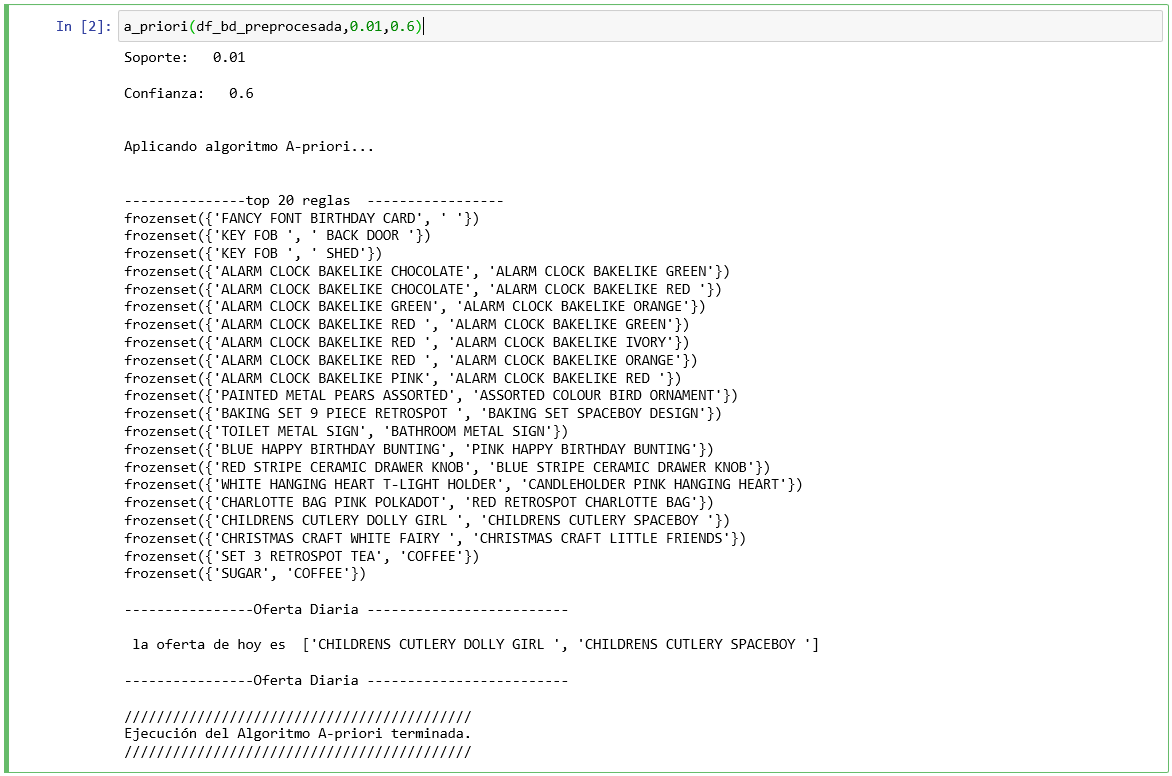 In [2]: a_priori(df_bd_preprocesada,0.01,0.6)
Soporte:   0.01
Confianza:   0.6
Aplicando algoritmo A-priori...
---------------top 20 reglas  -----------------
frozenset({'FANCY FONT BIRTHDAY CARD', ' '})
frozenset({'KEY FOB ', ' BACK DOOR '})
frozenset({'KEY FOB ', ' SHED'})
frozenset({'ALARM CLOCK BAKELIKE CHOCOLATE', 'ALARM CLOCK BAKELIKE GREEN'})
frozenset({'ALARM CLOCK BAKELIKE CHOCOLATE', 'ALARM CLOCK BAKELIKE RED '})
frozenset({'ALARM CLOCK BAKELIKE GREEN', 'ALARM CLOCK BAKELIKE ORANGE'})
frozenset({'ALARM CLOCK BAKELIKE RED ', 'ALARM CLOCK BAKELIKE GREEN'})
frozenset({'ALARM CLOCK BAKELIKE RED ', 'ALARM CLOCK BAKELIKE IVORY'})
frozenset({'ALARM CLOCK BAKELIKE RED ', 'ALARM CLOCK BAKELIKE ORANGE'})
frozenset({'ALARM CLOCK BAKELIKE PINK', 'ALARM CLOCK BAKELIKE RED '})
frozenset({'PAINTED METAL PEARS ASSORTED', 'ASSORTED COLOUR BIRD ORNAMENT'})
frozenset({'BAKING SET 9 PIECE RETROSPOT ', 'BAKING SET SPACEBOY DESIGN'})
frozenset({'TOILET METAL SIGN', 'BATHROOM METAL SIGN'})
frozenset({'BLUE HAPPY BIRTHDAY BUNTING', 'PINK HAPPY BIRTHDAY BUNTING'})
frozenset({'RED STRIPE CERAMIC DRAWER KNOB', 'BLUE STRIPE CERAMIC DRAWER KNOB'})
frozenset({'WHITE HANGING HEART T-LIGHT HOLDER', 'CANDLEHOLDER PINK HANGING HEART'})
frozenset({'CHARLOTTE BAG PINK POLKADOT', 'RED RETROSPOT CHARLOTTE BAG'})
frozenset({'CHILDRENS CUTLERY DOLLY GIRL ', 'CHILDRENS CUTLERY SPACEBOY '})
frozenset({'CHRISTMAS CRAFT WHITE FAIRY ', 'CHRISTMAS CRAFT LITTLE FRIENDS'})
frozenset({'SET 3 RETROSPOT TEA', 'COFFEE'})
frozenset({'SUGAR', 'COFFEE'})
----------------Oferta Diaria -------------------------
la oferta de hoy es  ['CHILDRENS CUTLERY DOLLY GIRL ', 'CHILDRENS CUTLERY SPACEBOY ']
----------------Oferta Diaria -------------------------
///////////////////////////////////////////
Ejecución del Algoritmo A-priori terminada.
///////////////////////////////////////////